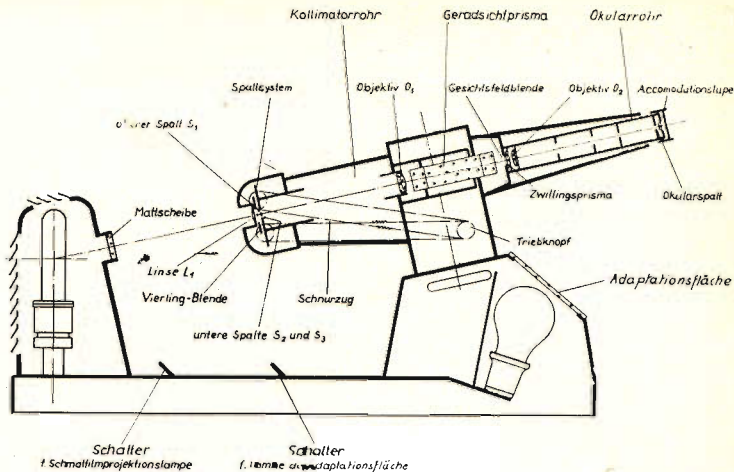 Kollimatorrohr
Geradsichtprisma
Okularrohr
Spaltsystem
Objektiv O₁
Gesichtsfeldblende
Objektiv O₂
Accomodationslupe
Spalt S₁
Mattscheibe
Zwillingsprisma
Okularspalt
Linse L₁
Triebknopf
Vierling-Blende
Schnurzug
Adaptationsfläche
untere Spalte S₂ und S₃
Schalter
f. Schmalfilmprojektionslampe
Schalter
f. Adaptationsfläche